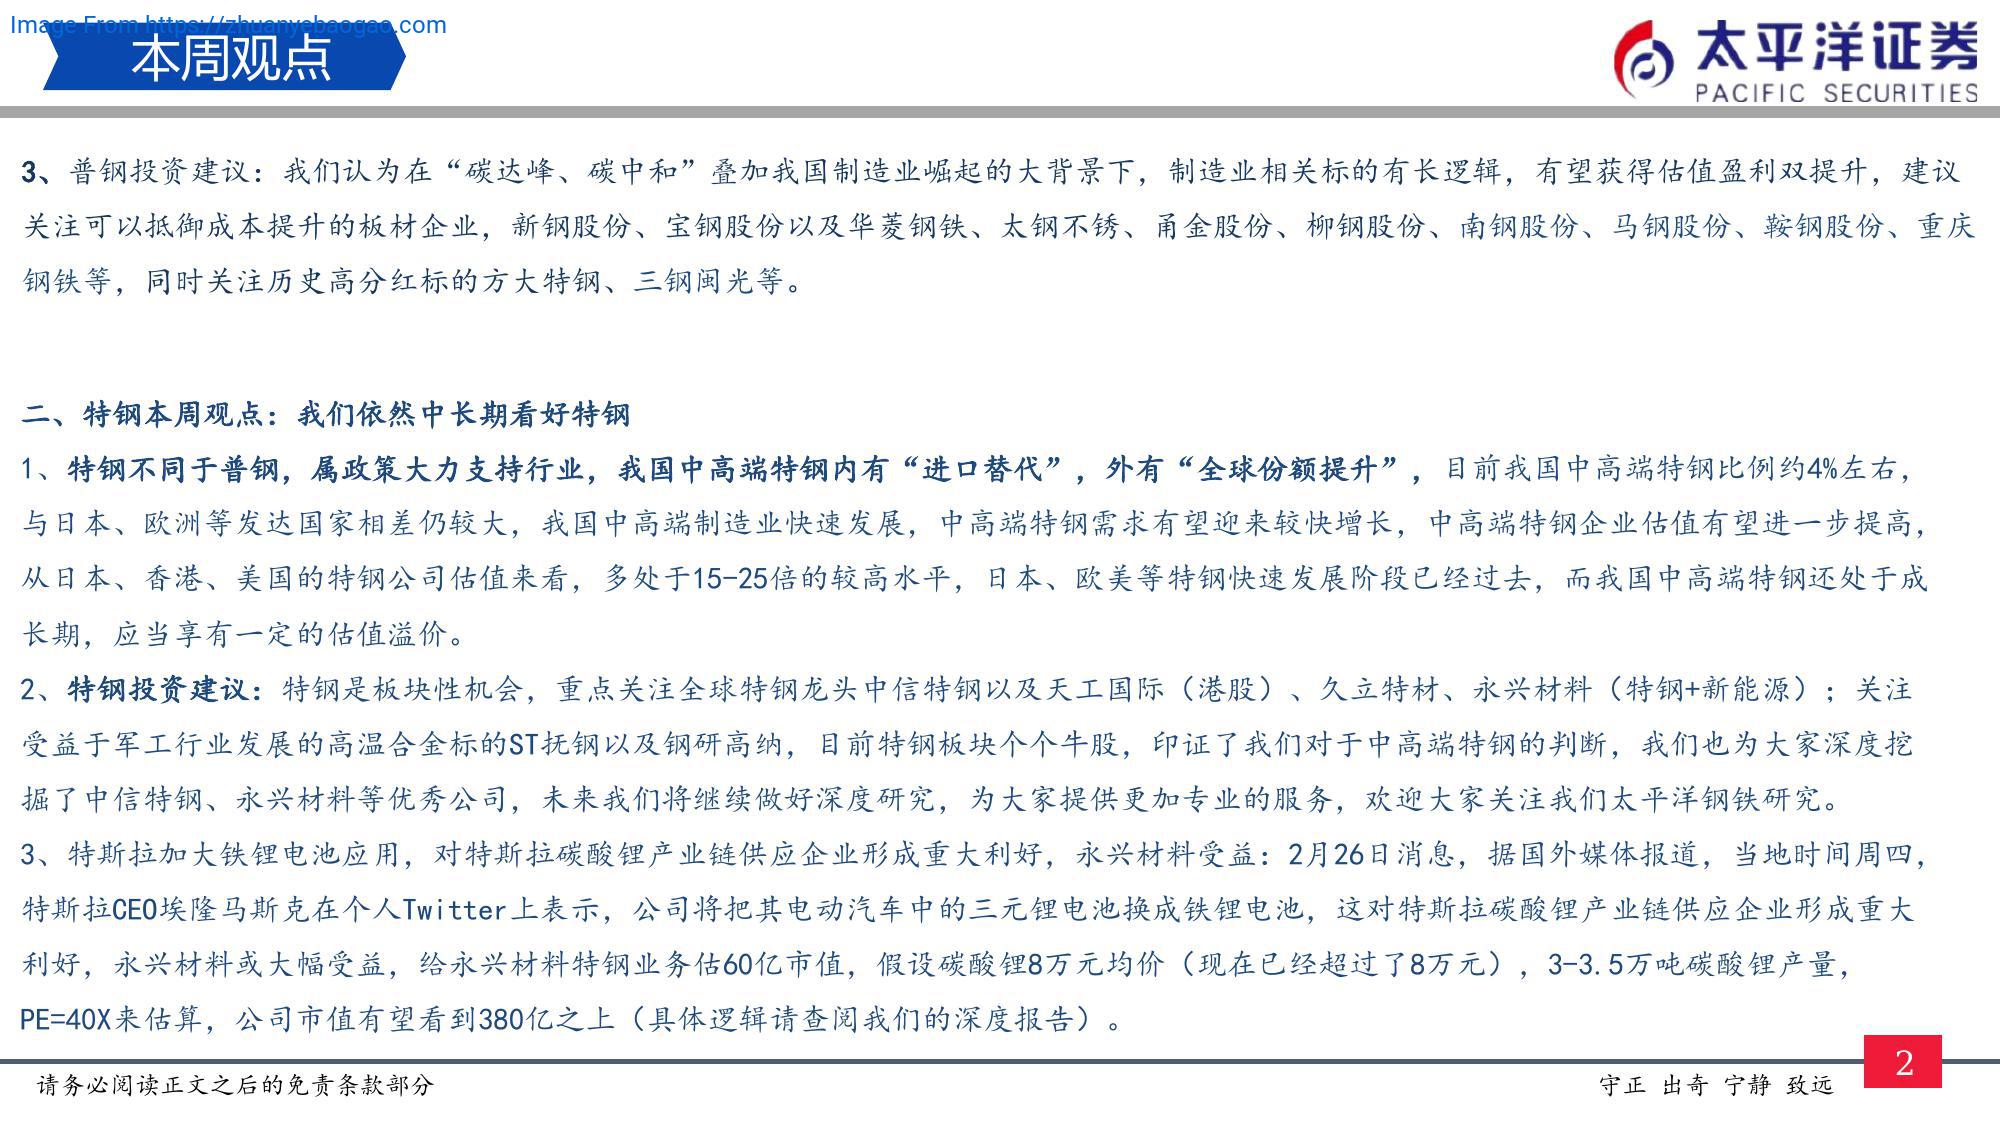 Image From https://zhuanyebaogao.com
本周观点
太平洋证券
PACIFIC SECURITIES
3、普钢投资建议：我们认为在“碳达峰、碳中和”叠加我国制造业崛起的大背景下，制造业相关标的有长逻辑，有望获得估值盈利双提升，建议
关注可以抵御成本提升的板材企业，新钢股份、宝钢股份以及华菱钢铁、太钢不锈、甬金股份、柳钢股份、南钢股份、马钢股份、鞍钢股份、重庆
钢铁等，同时关注历史高分红标的方大特钢、三钢闽光等。
二、特钢本周观点：我们依然中长期看好特钢
1、特钢不同于普钢，属政策大力支持行业，我国中高端特钢内有“进口替代”，外有“全球份额提升”，目前我国中高端特钢比例约4%左右，
与日本、欧洲等发达国家相差仍较大，我国中高端制造业快速发展，中高端特钢需求有望迎来较快增长，中高端特钢企业估值有望进一步提高，
从日本、香港、美国的特钢公司估值来看，多处于15-25倍的较高水平，日本、欧美等特钢快速发展阶段已经过去，而我国中高端特钢还处于成
长期，应当享有一定的估值溢价。
2、特钢投资建议：特钢是板块性机会，重点关注全球特钢龙头中信特钢以及天工国际（港股）、久立特材、永兴材料（特钢+新能源）；关注
受益于军工行业发展的高温合金标的ST抚钢以及钢研高纳，目前特钢板块个个牛股，印证了我们对于中高端特钢的判断，我们也为大家深度挖
掘了中信特钢、永兴材料等优秀公司，未来我们将继续做好深度研究，为大家提供更加专业的服务，欢迎大家关注我们太平洋钢铁研究。
3、特斯拉加大铁锂电池应用，对特斯拉碳酸锂产业链供应企业形成重大利好，永兴材料受益：2月26日消息，据国外媒体报道，当地时间周四，
特斯拉CEO埃隆马斯克在个人Twitter上表示，公司将把其电动汽车中的三元锂电池换成铁锂电池，这对特斯拉碳酸锂产业链供应企业形成重大
利好，永兴材料或大幅受益，给永兴材料特钢业务估60亿市值，假设碳酸锂8万元均价（现在已经超过了8万元），3-3.5万吨碳酸锂产量，
PE=40X来估算，公司市值有望看到380亿之上（具体逻辑请查阅我们的深度报告）。
请务必阅读正文之后的免责条款部分
守正 出奇 宁静 致远
2